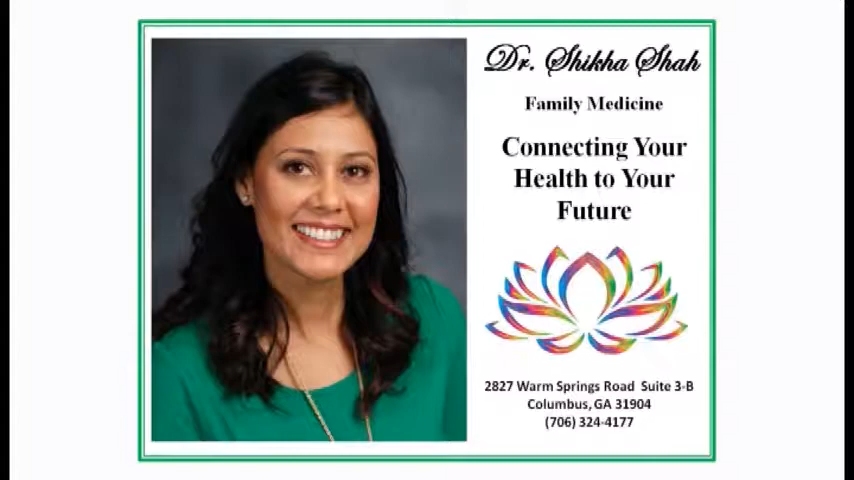 Dr. Shikha Shah
Family Medicine
Connecting Your
Health to Your
Future
2827 Warm Springs Road Suite 3-B
Columbus, GA 31904
(706) 324-4177